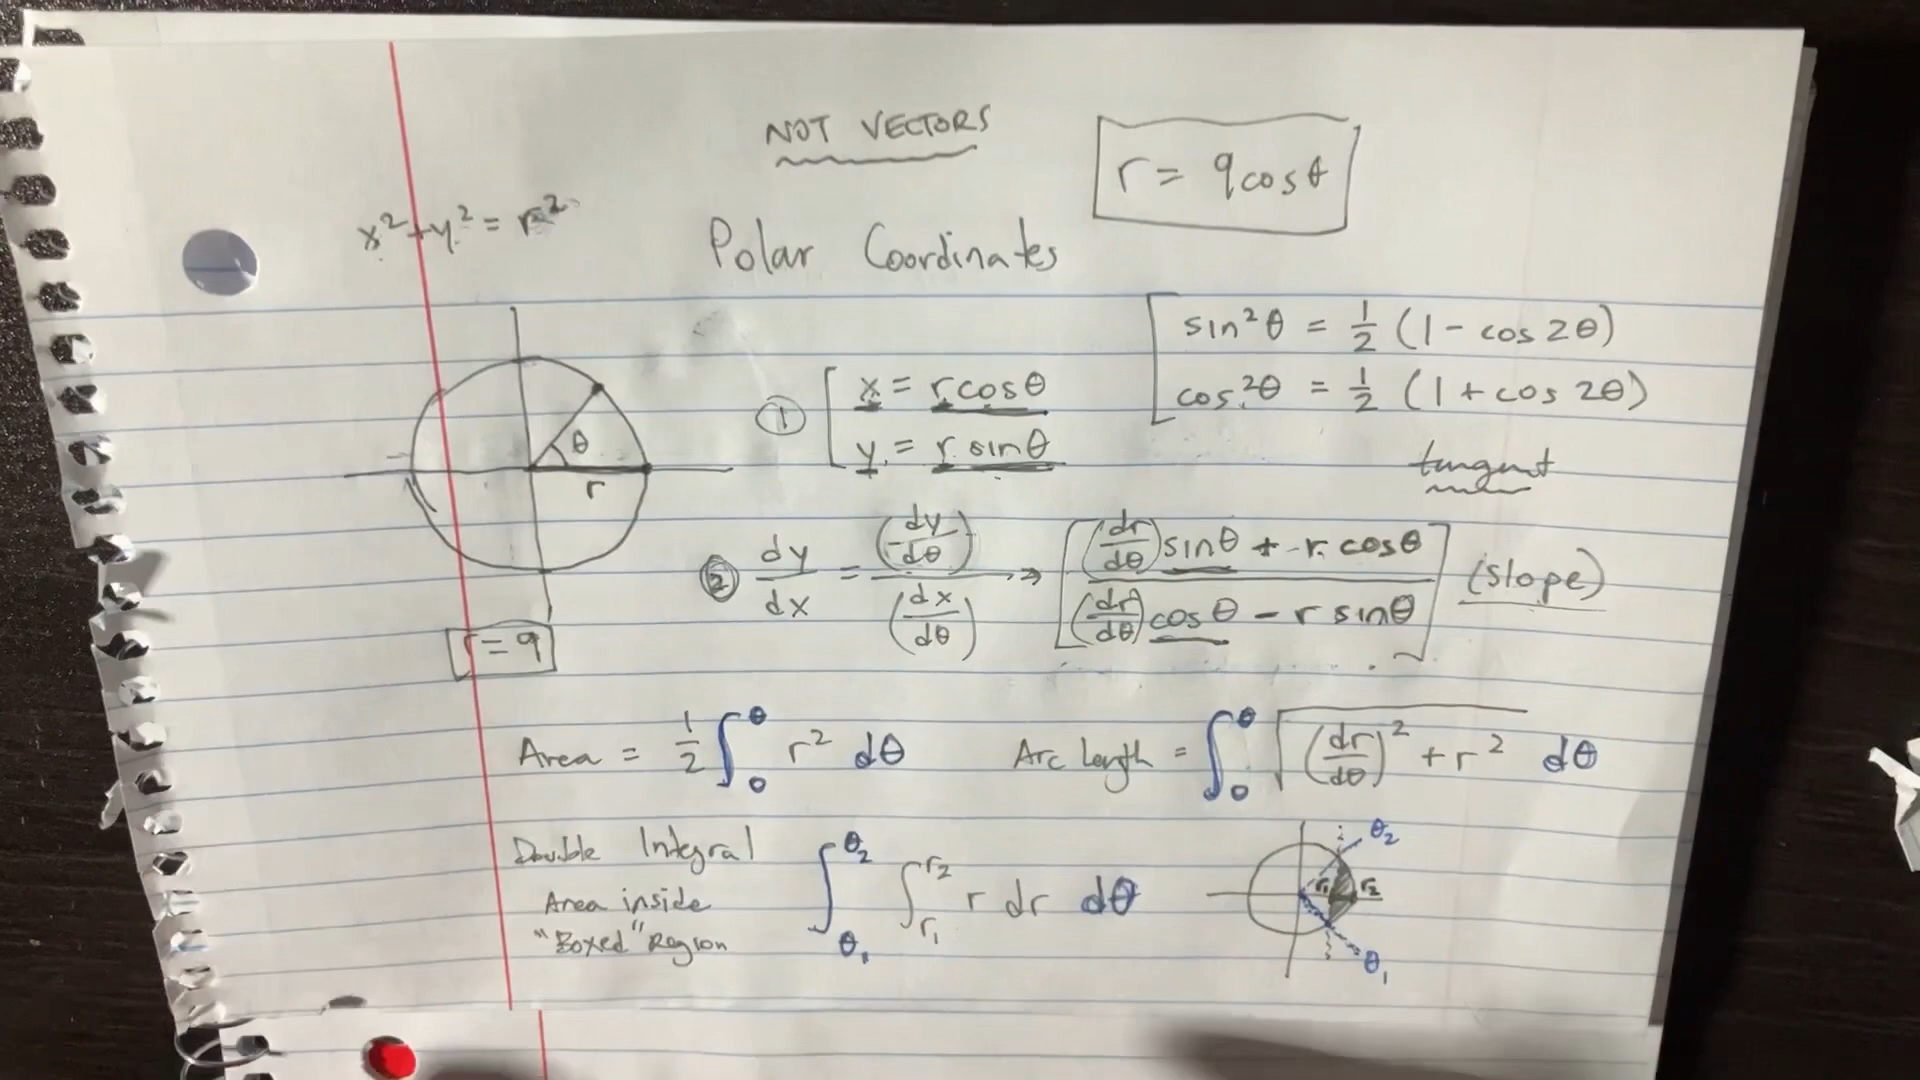 NOT VECTORS
r = 9cosθ
x² + y² = r²
Polar Coordinates
sin²θ = 1/2 (1 - cos 2θ)
cos²θ = 1/2 (1 + cos 2θ)
① x = r cosθ
y = r sinθ
θ
r
tangent
② dy/dx = (dy/dθ)/(dx/dθ) → [(dr/dθ) sinθ + r cosθ]/[(dr/dθ) cosθ - r sinθ] (slope)
r = 9
Area = 1/2 ∫₀^θ r² dθ
Arc Length = ∫₀^θ √((dr/dθ)² + r²) dθ
Double Integral
Area inside
"Boxed" Region
∫_θ₁^θ₂ ∫_r₁^r₂ r dr dθ
θ₂
r₁ r₂
θ₁